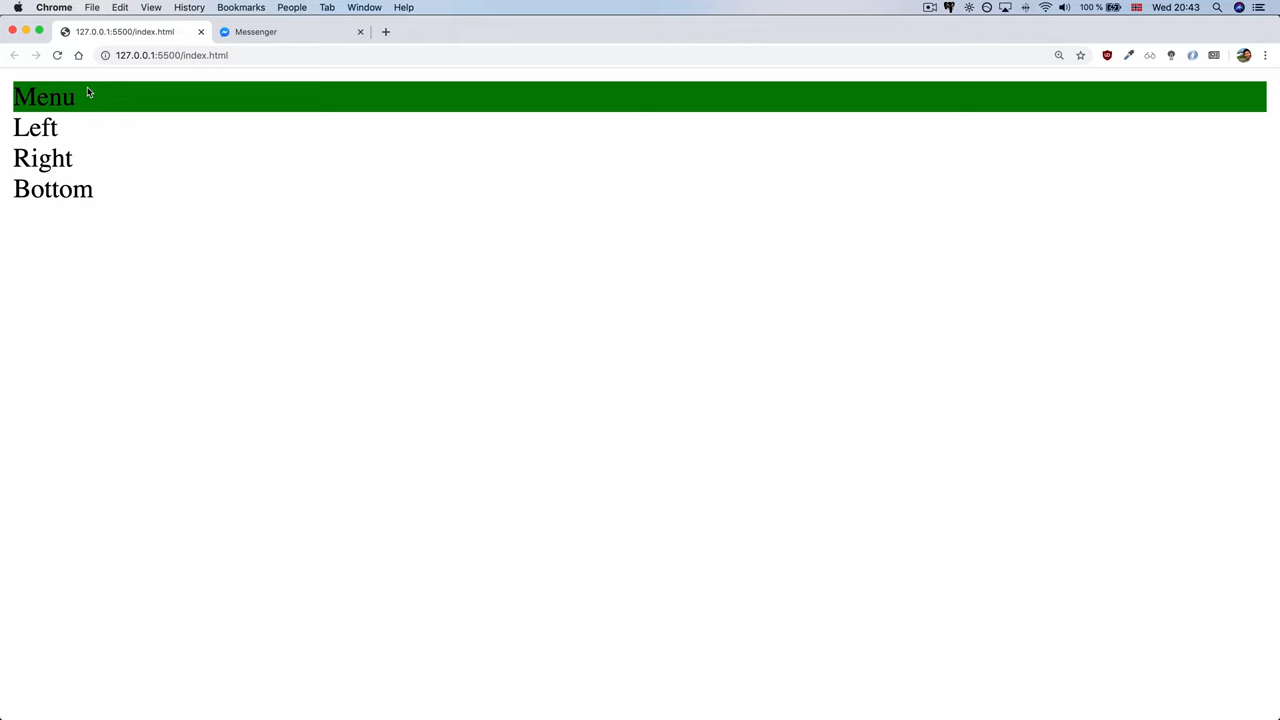 Chrome File Edit View History Bookmarks People Tab Window Help 100 % Wed 20:43
127.0.0.1:5500/index.html Messenger
127.0.0.1:5500/index.html
Menu
Left
Right
Bottom